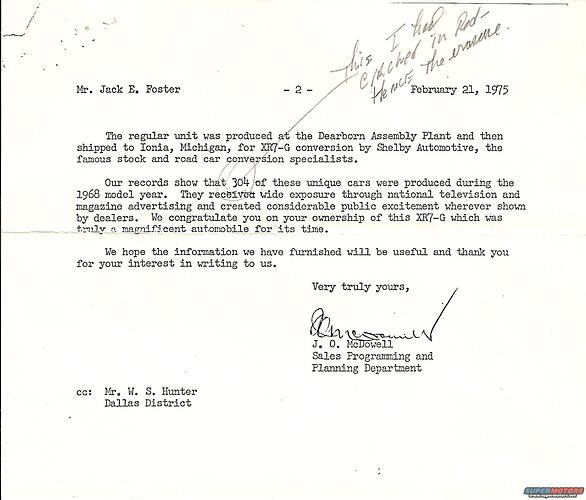 This I had
circled in Red-
Hence the erasure.
Mr. Jack E. Foster - 2 - February 21, 1975
The regular unit was produced at the Dearborn Assembly Plant and then
shipped to Ionia, Michigan, for XR7-G conversion by Shelby Automotive, the
famous stock and road car conversion specialists.
Our records show that 304 of these unique cars were produced during the
1968 model year. They received wide exposure through national television and
magazine advertising and created considerable public excitement wherever shown
by dealers. We congratulate you on your ownership of this XR7-G which was
truly a magnificent automobile for its time.
We hope the information we have furnished will be useful and thank you
for your interest in writing to us.
Very truly yours,
J. O. McDowell
J. O. McDowell
Sales Programming and
Planning Department
cc: Mr. W. S. Hunter
Dallas District
SUPERMOTORS